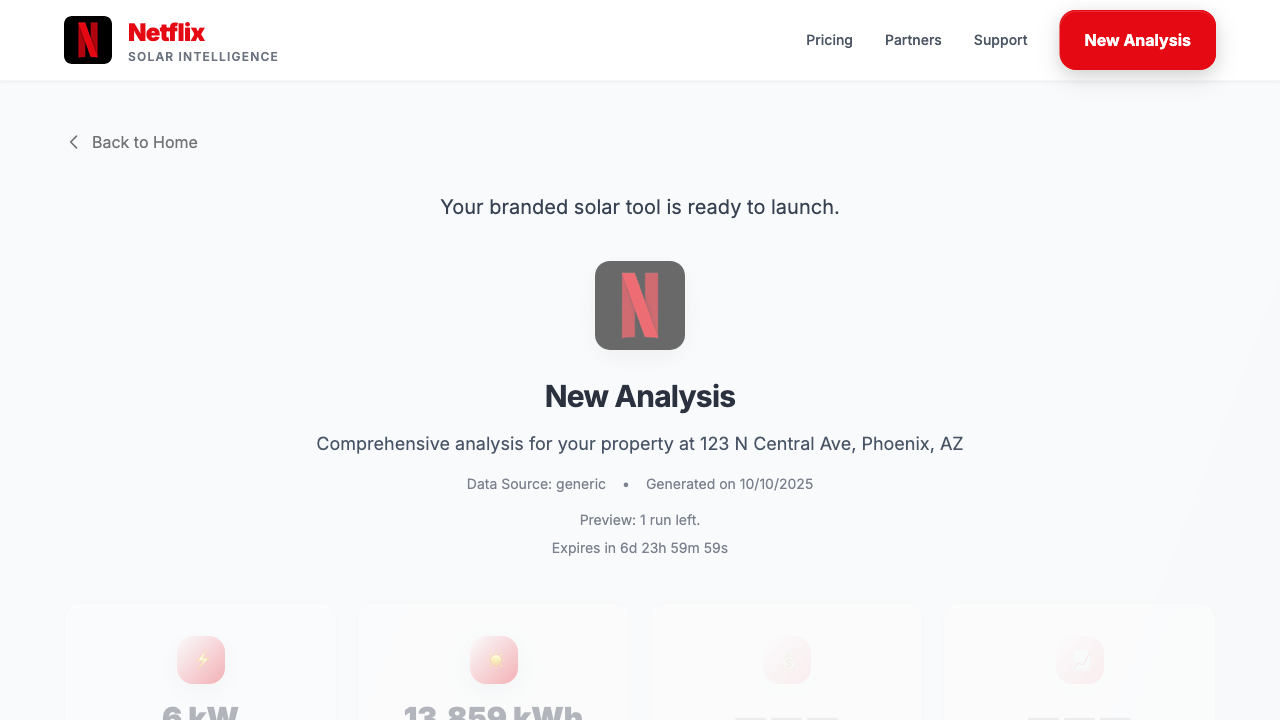 Netflix
SOLAR INTELLIGENCE
Pricing
Partners
Support
New Analysis
Back to Home
Your branded solar tool is ready to launch.
New Analysis
Comprehensive analysis for your property at 123 N Central Ave, Phoenix, AZ
Data Source: generic • Generated on 10/10/2025
Preview: 1 run left.
Expires in 6d 23h 59m 59s
6 kW
13,859 kWh